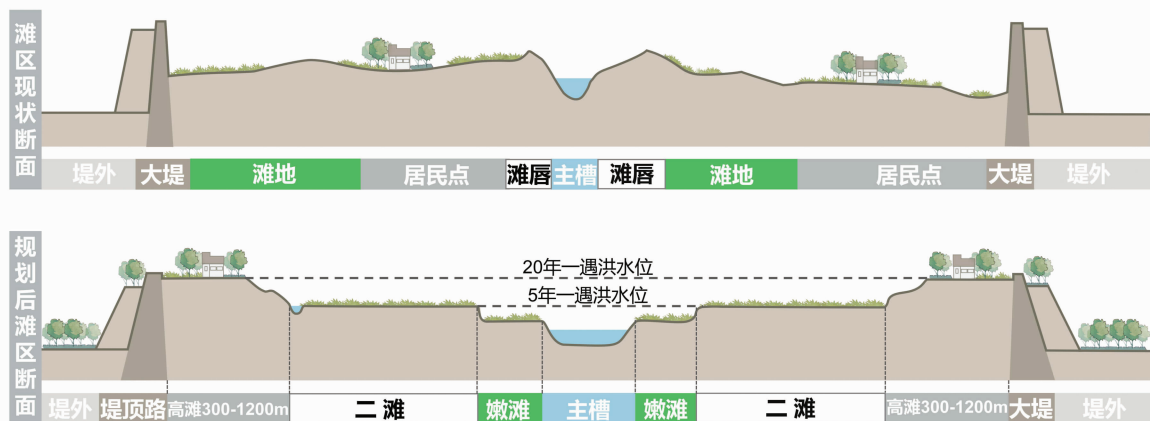 滩区现状断面
堤外 大堤 滩地 居民点 滩唇 主槽 滩唇 滩地 居民点 大堤 堤外
规划后滩区断面
20年一遇洪水位
5年一遇洪水位
堤外 堤顶路 高滩300-1200m 二滩 嫩滩 主槽 嫩滩 二滩 高滩300-1200m 大堤 堤外